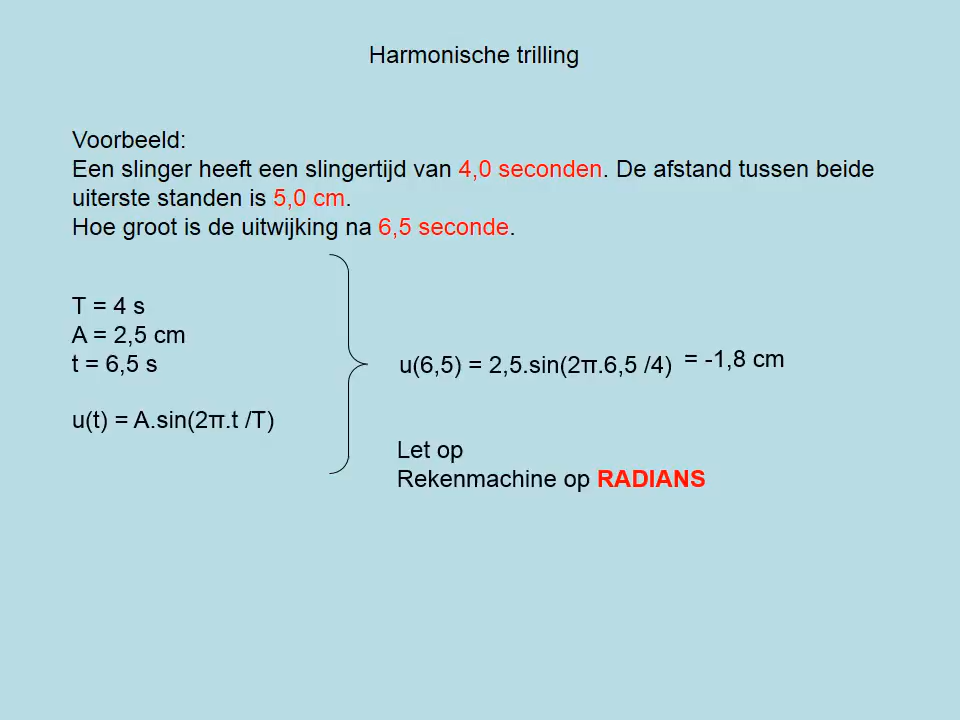 Harmonische trilling
Voorbeeld:
Een slinger heeft een slingertijd van 4,0 seconden. De afstand tussen beide
uiterste standen is 5,0 cm.
Hoe groot is de uitwijking na 6,5 seconde.
T = 4 s
A = 2,5 cm
t = 6,5 s
u(t) = A.sin(2π.t /T)
u(6,5) = 2,5.sin(2π.6,5 /4) = -1,8 cm
Let op
Rekenmachine op RADIANS